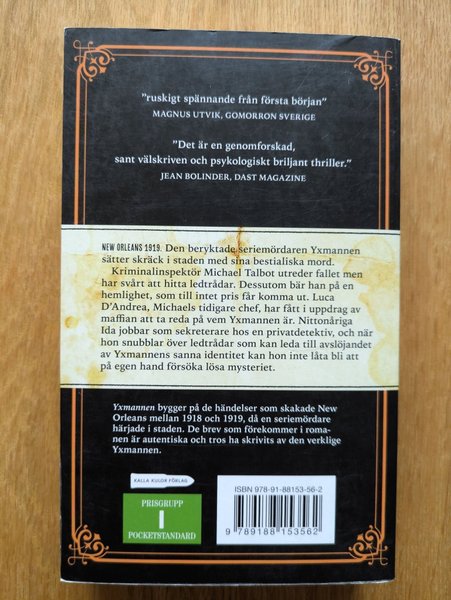 "ruskigt spännande från första början"
MAGNUS UTVIK, GOMORRON SVERIGE
"Det är en genomforskad,
sant välskriven och psykologiskt briljant thriller."
JEAN BOLINDER, DAST MAGAZINE
NEW ORLEANS 1919. Den beryktade seriemördaren Yxmannen
sätter skräck i staden med sina bestialiska mord.
Kriminalinspektör Michael Talbot utreder fallet men
har svårt att hitta ledtrådar. Dessutom bär han på en
hemlighet, som till intet pris får komma ut. Luca
D'Andrea, Michaels tidigare chef, har fått i uppdrag av
maffian att ta reda på vem Yxmannen är. Nittonåriga
Ida jobbar som sekreterare hos en privatdetektiv, och när
hon snubblar över ledtrådar som kan leda till avslöjandet
av Yxmannens sanna identitet kan hon inte låta bli att
på egen hand försöka lösa mysteriet.
Yxmannen bygger på de händelser som skakade New
Orleans mellan 1918 och 1919, då en seriemördare
härjade i staden. De brev som förekommer i roma-
nen är autentiska och tros ha skrivits av den verklige
Yxmannen.
KALLA KULOR FÖRLAG
PRISGRUPP
I
POCKETSTANDARD
ISBN 978-91-88153-56-2
9 789188 153562